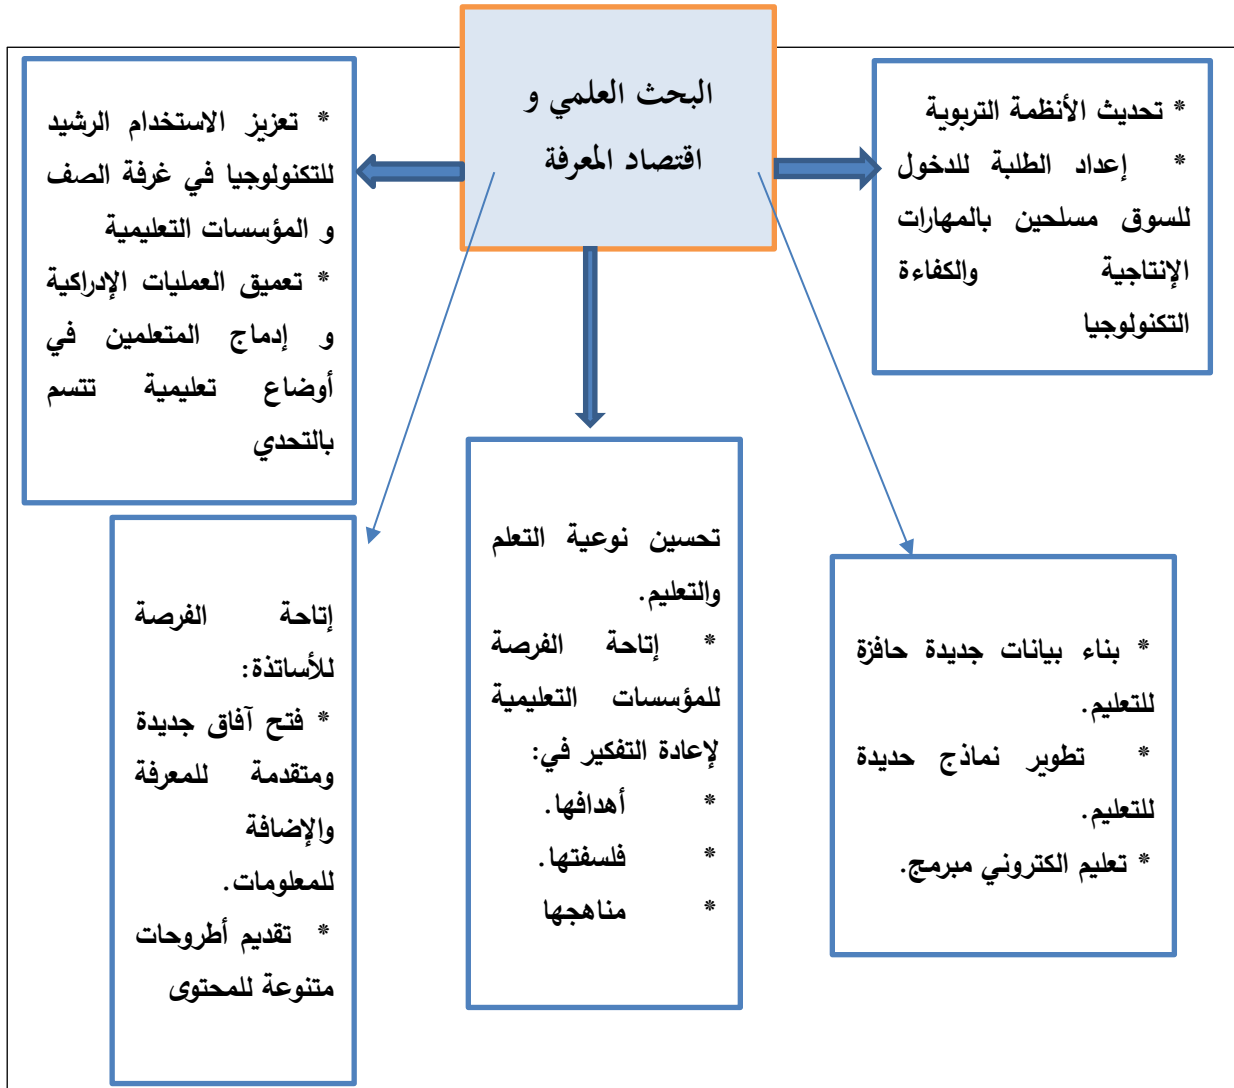 البحث العلمي و
اقتصاد المعرفة
* تحديث الأنظمة التربوية
* إعداد الطلبة للدخول
للسوق مسلحين بالمهارات
الإنتاجية والكفاءة
التكنولوجيا
* تعزيز الاستخدام الرشيد
للتكنولوجيا في غرفة الصف
و المؤسسات التعليمية
* تعميق العمليات الإدراكية
و إدماج المتعلمين في
أوضاع تعليمية تتسم
بالتحدي
* بناء بيانات جديدة حافزة
للتعليم.
* تطوير نماذج حديدة
للتعليم.
* تعليم الكتروني مبرمج.
تحسين نوعية التعلم
والتعليم.
* إتاحة الفرصة
للمؤسسات التعليمية
لإعادة التفكير في:
* أهدافها.
* فلسفتها.
* مناهجها
إتاحة الفرصة
للأساتذة:
* فتح آفاق جديدة
ومتقدمة للمعرفة
والإضافة
للمعلومات.
* تقديم أطروحات
متنوعة للمحتوى